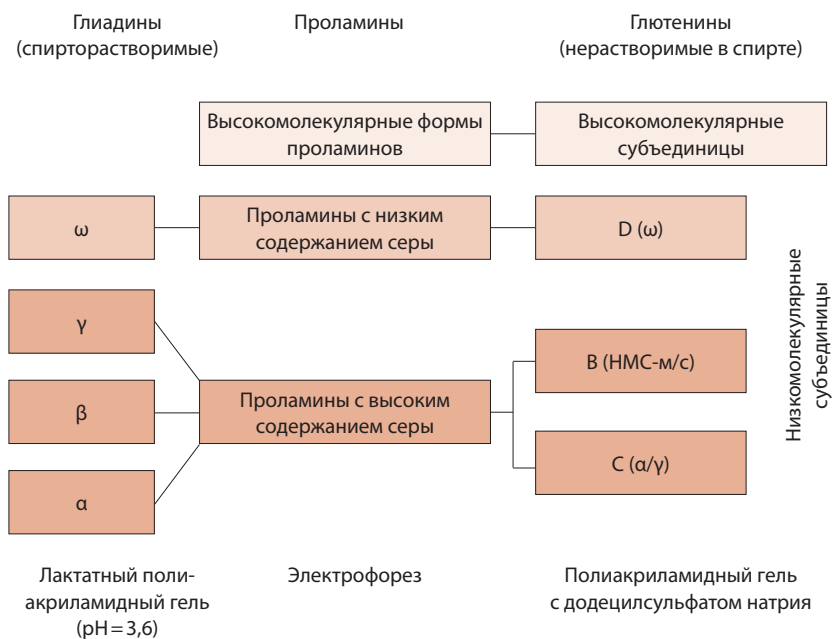 Глиадины
(спирторастворимые)
Проламины
Глютенины
(нерастворимые в спирте)
Высокомолекулярные формы
проламинов
Высокомолекулярные
субъединицы
ω
Проламины с низким
содержанием серы
D (ω)
γ
β
α
Проламины с высоким
содержанием серы
B (НМС-м/с)
C (α/γ)
Низкомолекулярные
субъединицы
Лактатный поли-
акриламидный гель
(pH = 3,6)
Электрофорез
Полиакриламидный гель
с додецилсульфатом натрия